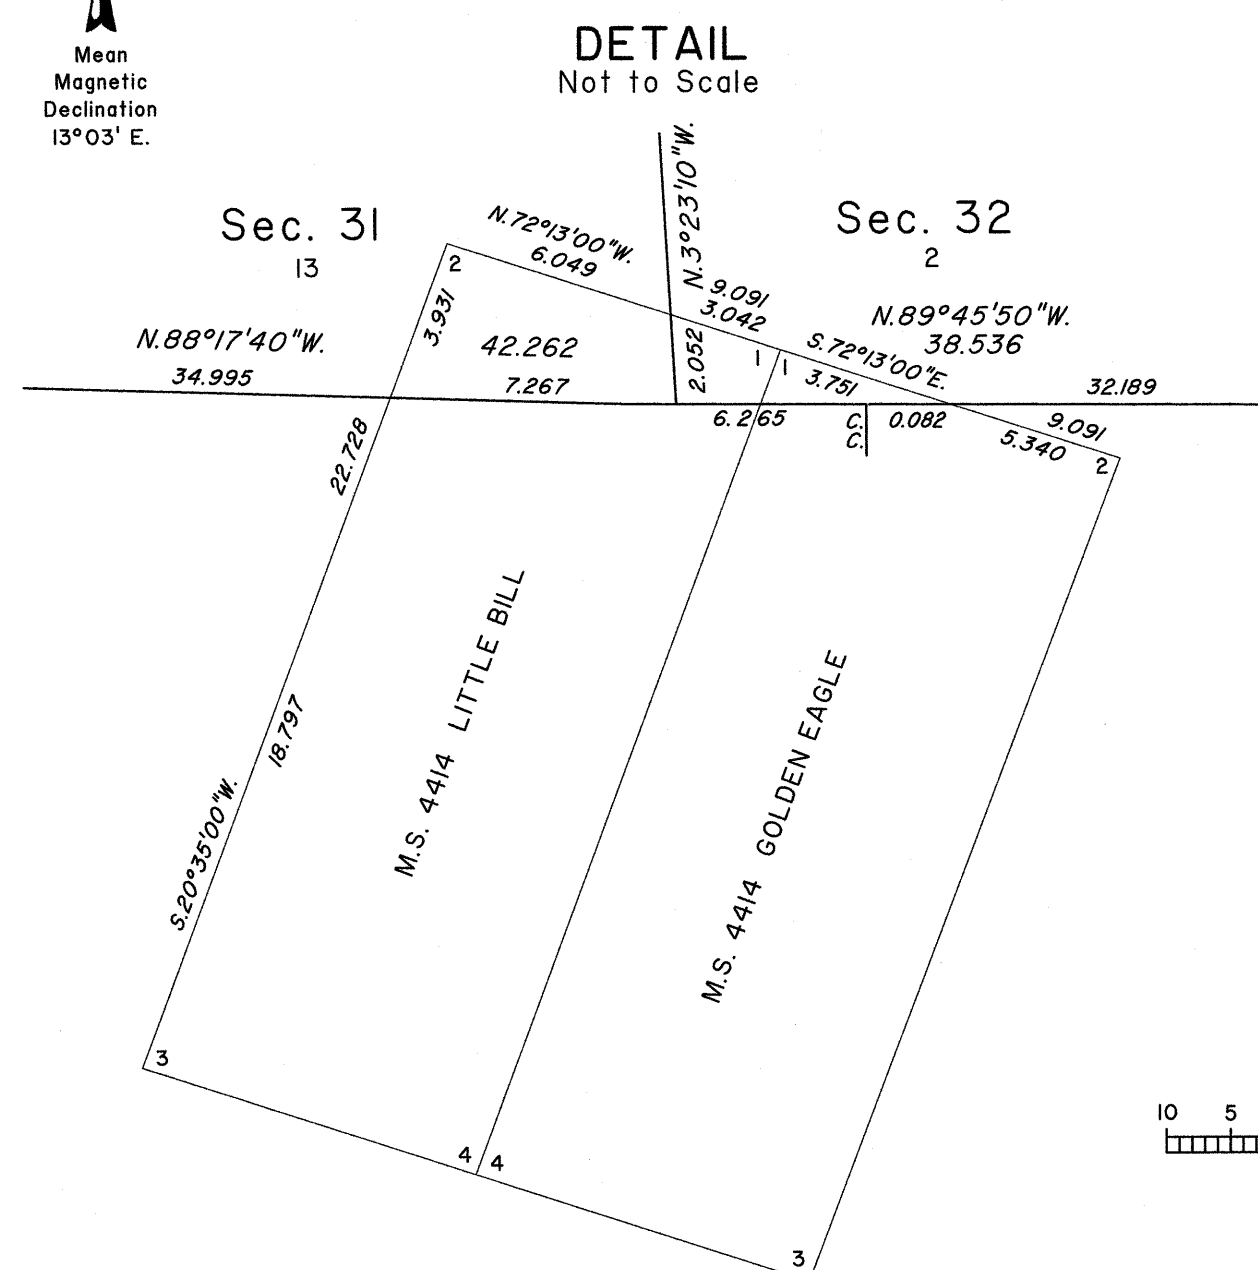 DETAIL
Not to Scale
Mean
Magnetic
Declination
13°03' E.
N.3°23'10"W.
Sec. 31
13
Sec. 32
2
N.72°13'00"W.
6.049
2
3.931
9.091
3.042
N.89°45'50"W.
38.536
N.88°17'40"W.
34.995
42.262
7.267
2.052
1
1
S.72°13'00"E.
3.751
32.189
6.265
C.
C.
0.082
9.091
5.340
2
22.728
18.797
S.20°35'00"W.
M.S. 4414 LITTLE BILL
M.S. 4414 GOLDEN EAGLE
3
4
4
3
10 5